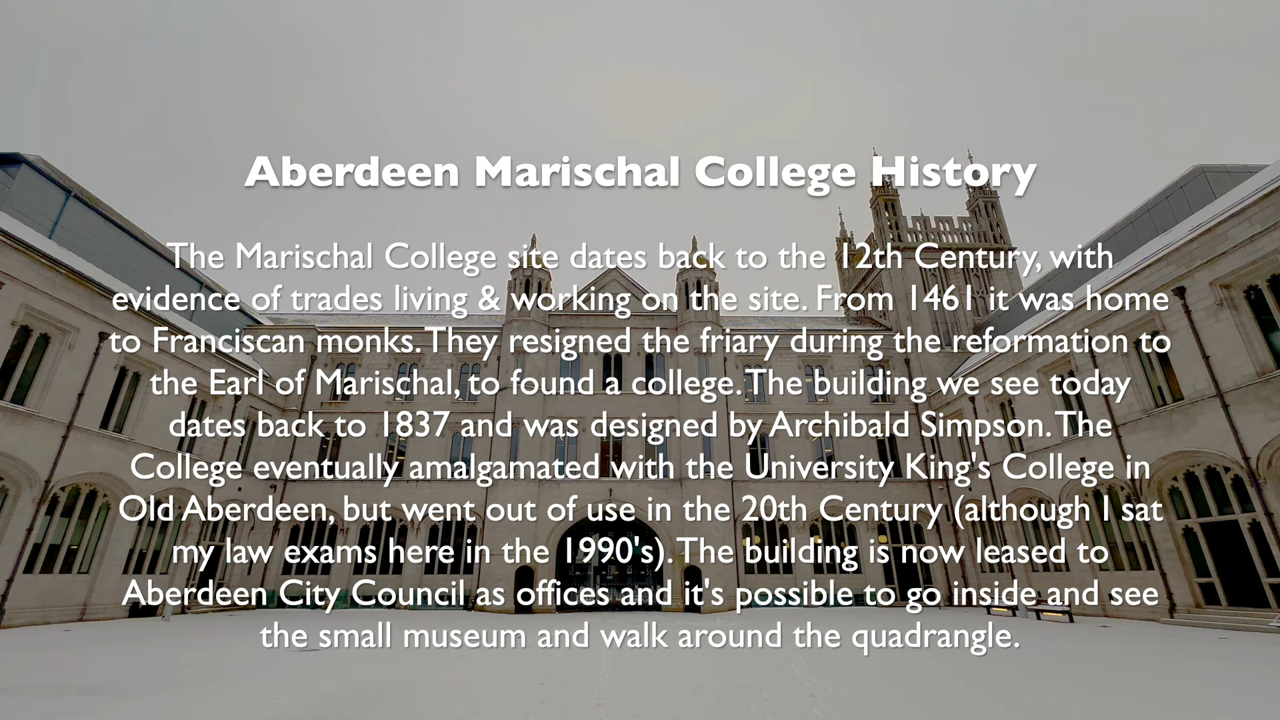 Aberdeen Marischal College History
The Marischal College site dates back to the 12th Century, with
evidence of trades living & working on the site. From 1461 it was home
to Franciscan monks. They resigned the friary during the reformation to
the Earl of Marischal, to found a college. The building we see today
dates back to 1837 and was designed by Archibald Simpson. The
College eventually amalgamated with the University King's College in
Old Aberdeen, but went out of use in the 20th Century (although I sat
my law exams here in the 1990's). The building is now leased to
Aberdeen City Council as offices and it's possible to go inside and see
the small museum and walk around the quadrangle.